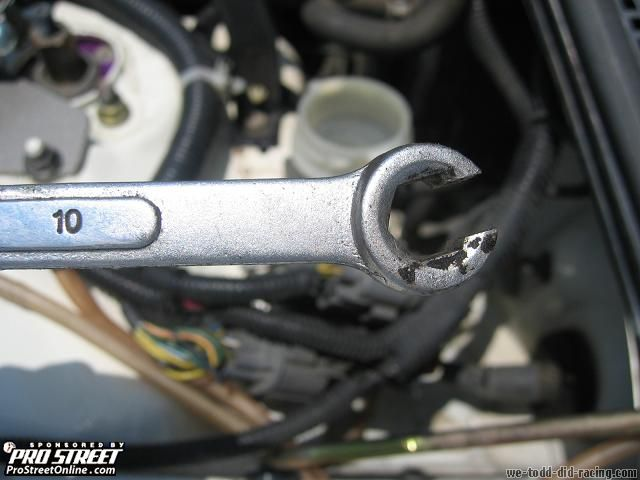 10
SPONSORED BY
PRO STREET
ProStreetOnline.com
we-todd-did-racing.com